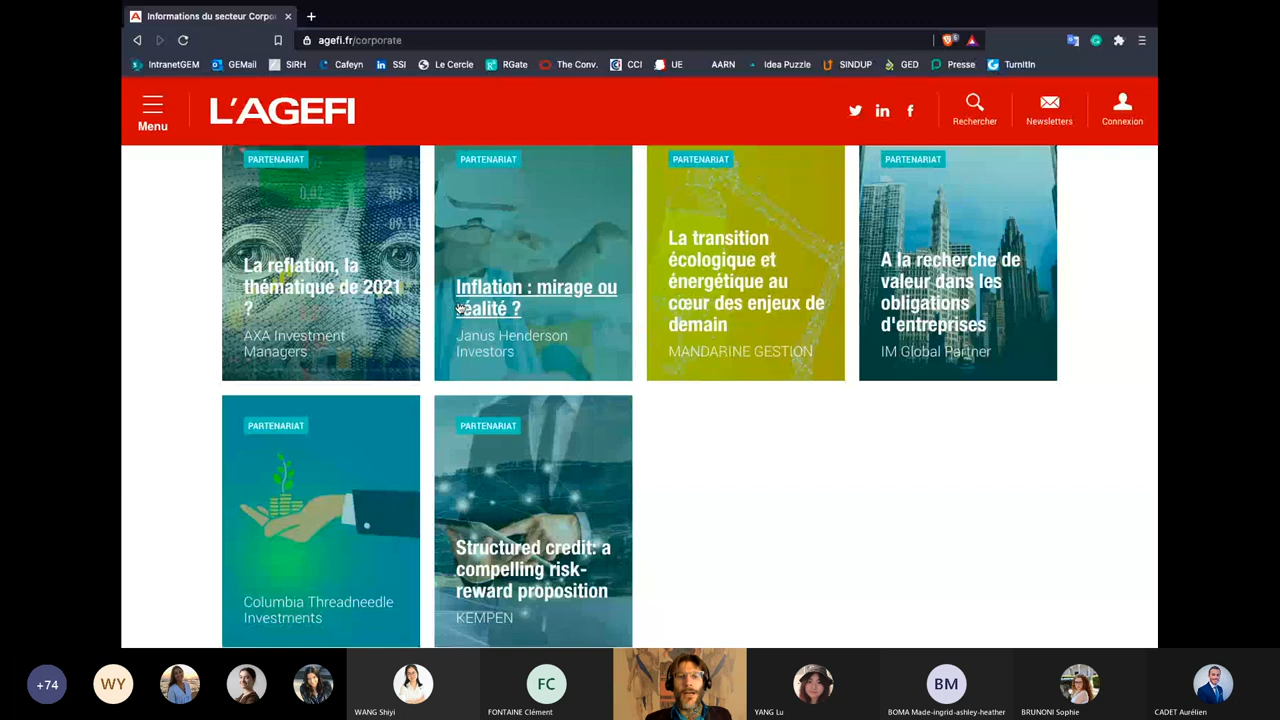 Informations du secteur Corpo
agefi.fr/corporate
IntranetGEM GEMail SIRH Cafeyn SSI Le Cercle RGate The Conv. CCI UE AARN Idea Puzzle SINDUP GED Presse TurnitIn
Menu
L'AGEFI
Rechercher
Newsletters
Connexion
PARTENARIAT
La reflation, la
thématique de 2021
?
AXA Investment
Managers
PARTENARIAT
Inflation : mirage ou
réalité ?
Janus Henderson
Investors
PARTENARIAT
La transition
écologique et
énergétique au
cœur des enjeux de
demain
MANDARINE GESTION
PARTENARIAT
A la recherche de
valeur dans les
obligations
d'entreprises
IM Global Partner
PARTENARIAT
Columbia Threadneedle
Investments
PARTENARIAT
Structured credit: a
compelling risk-
reward proposition
KEMPEN
+74
WY
WANG Shiyi
FC
FONTAINE Clément
YANG Lu
BM
BOMA Made-ingrid-ashley-heather
BRUNONI Sophie
CADET Aurélien